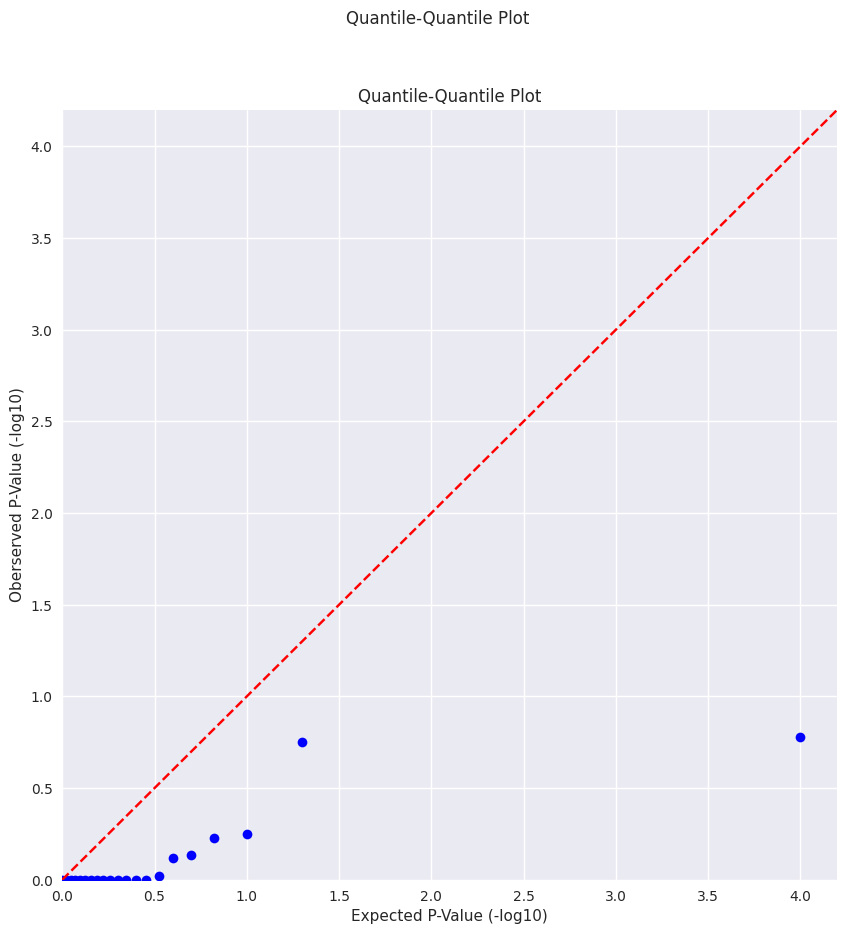 Quantile-Quantile Plot
Quantile-Quantile Plot
4.0
3.5
3.0
2.5
2.0
1.5
1.0
0.5
0.0
Oberserved P-Value (-log10)
0.0 0.5 1.0 1.5 2.0 2.5 3.0 3.5 4.0
Expected P-Value (-log10)